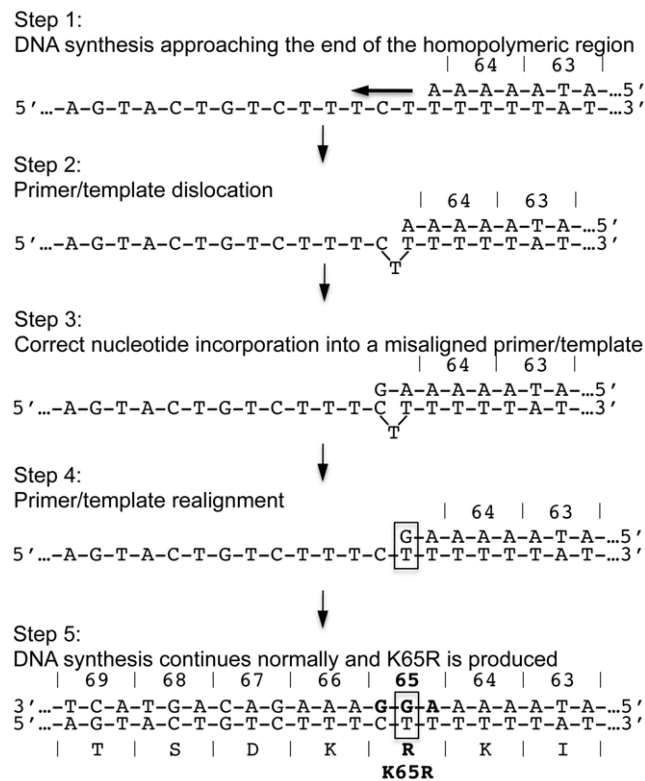 Step 1:
DNA synthesis approaching the end of the homopolymeric region
| 64 | 63 |
A-A-A-A-A-T-A-…5′
5′…-A-G-T-A-C-T-G-T-C-T-T-T-C-T-T-T-T-T-T-A-T-…3′
Step 2:
Primer/template dislocation
| 64 | 63 |
A-A-A-A-A-T-A-…5′
5′…-A-G-T-A-C-T-G-T-C-T-T-T-C T-T-T-T-T-A-T-…3′
T
Step 3:
Correct nucleotide incorporation into a misaligned primer/template
| 64 | 63 |
G-A-A-A-A-A-T-A-…5′
5′…-A-G-T-A-C-T-G-T-C-T-T-T-C T-T-T-T-T-A-T-…3′
T
Step 4:
Primer/template realignment
| 64 | 63 |
G-A-A-A-A-A-T-A-…5′
5′…-A-G-T-A-C-T-G-T-C-T-T-T-C-T-T-T-T-T-T-A-T-…3′
Step 5:
DNA synthesis continues normally and K65R is produced
| 69 | 68 | 67 | 66 | 65 | 64 | 63 |
3′…-T-C-A-T-G-A-C-A-G-A-A-A-G-G-A-A-A-A-A-T-A-…5′
5′…-A-G-T-A-C-T-G-T-C-T-T-T-C-T-T-T-T-T-T-A-T-…3′
| T | S | D | K | R | K | I |
K65R